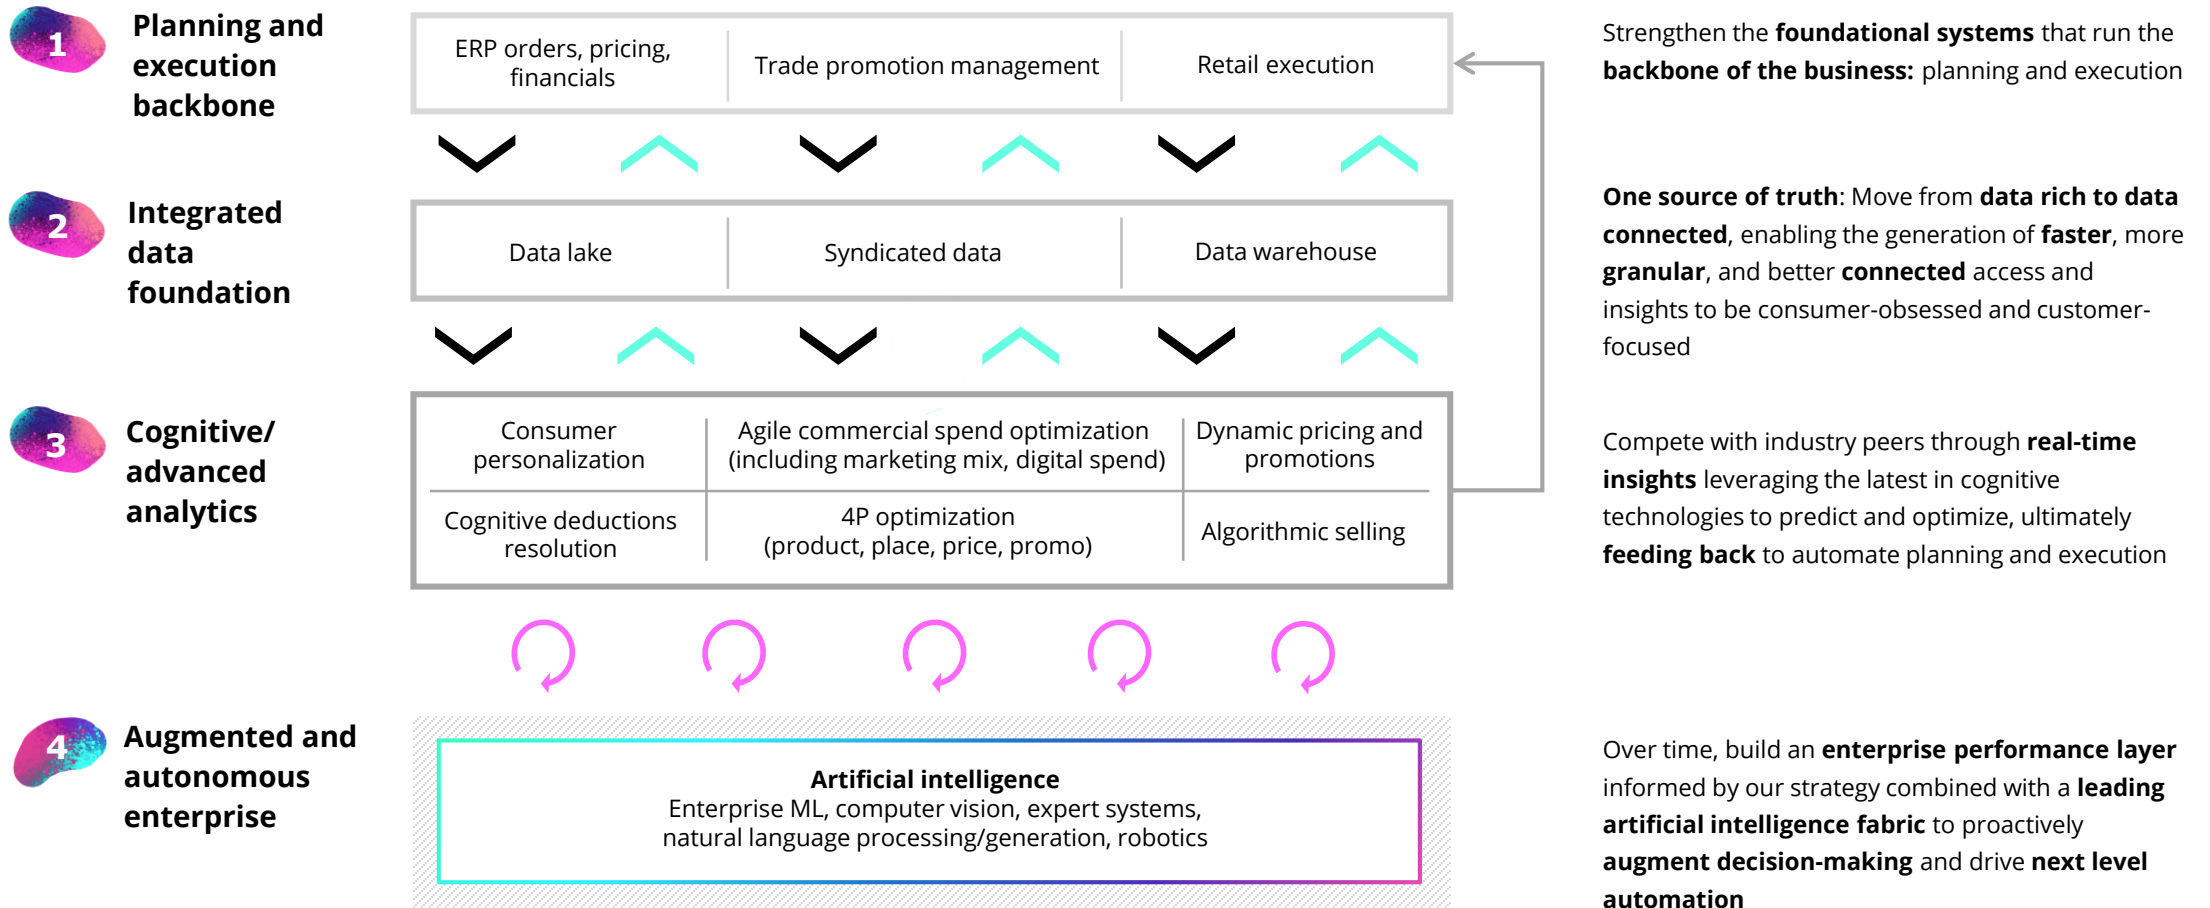 1
Planning and
execution
backbone
ERP orders, pricing,
financials
Trade promotion management
Retail execution
Strengthen the foundational systems that run the
backbone of the business: planning and execution
2
Integrated
data
foundation
Data lake
Syndicated data
Data warehouse
One source of truth: Move from data rich to data
connected, enabling the generation of faster, more
granular, and better connected access and
insights to be consumer-obsessed and customer-
focused
3
Cognitive/
advanced
analytics
Consumer
personalization
Agile commercial spend optimization
(including marketing mix, digital spend)
Dynamic pricing and
promotions
Cognitive deductions
resolution
4P optimization
(product, place, price, promo)
Algorithmic selling
Compete with industry peers through real-time
insights leveraging the latest in cognitive
technologies to predict and optimize, ultimately
feeding back to automate planning and execution
4
Augmented and
autonomous
enterprise
Artificial intelligence
Enterprise ML, computer vision, expert systems,
natural language processing/generation, robotics
Over time, build an enterprise performance layer
informed by our strategy combined with a leading
artificial intelligence fabric to proactively
augment decision-making and drive next level
automation